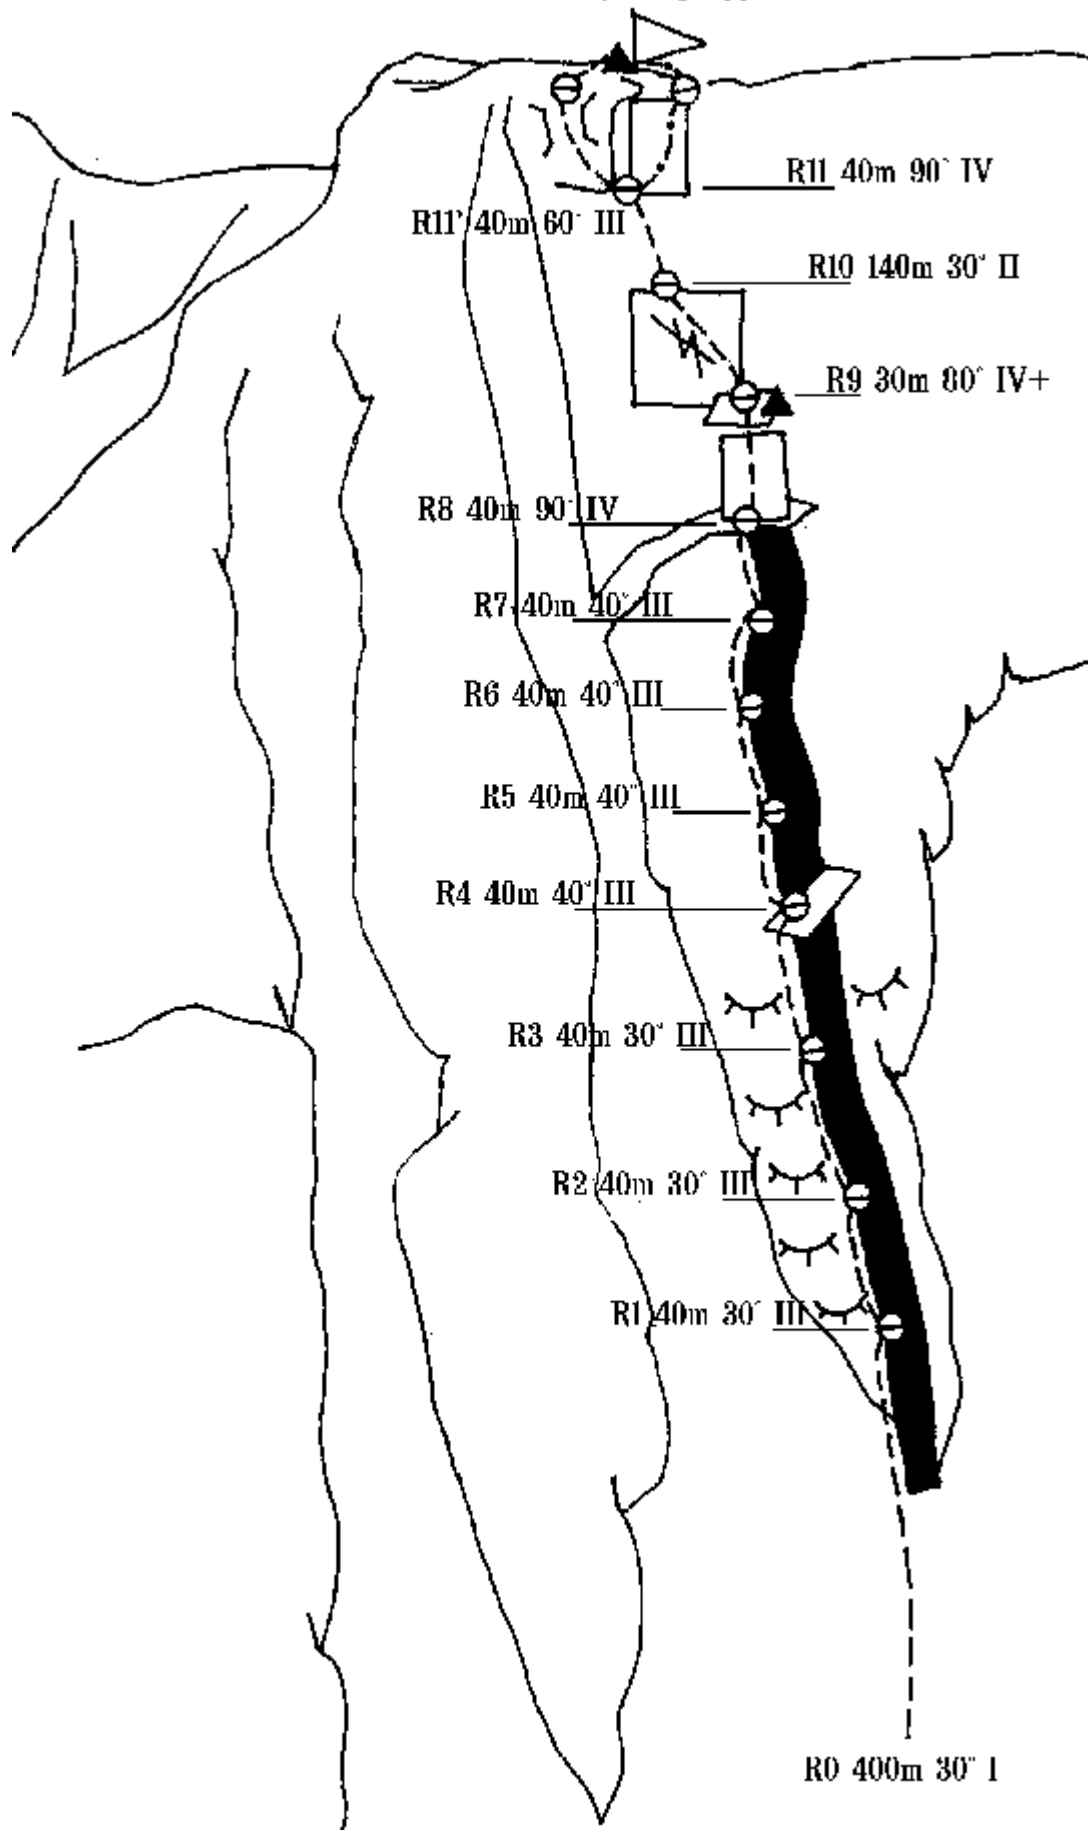 R11 40m 90° IV
R11' 40m 60° III
R10 140m 30° II
R9 30m 80° IV+
R8 40m 90° IV
R7 40m 40° III
R6 40m 40° III
R5 40m 40° III
R4 40m 40° III
R3 40m 30° III
R2 40m 30° III
R1 40m 30° III
R0 400m 30° I